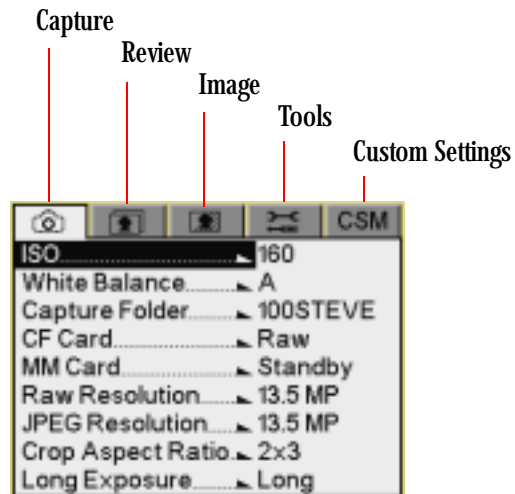 Capture
Review
Image
Tools
Custom Settings
CSM
ISO 160
White Balance A
Capture Folder 100STEVE
CF Card Raw
MM Card Standby
Raw Resolution 13.5 MP
JPEG Resolution 13.5 MP
Crop Aspect Ratio 2x3
Long Exposure Long